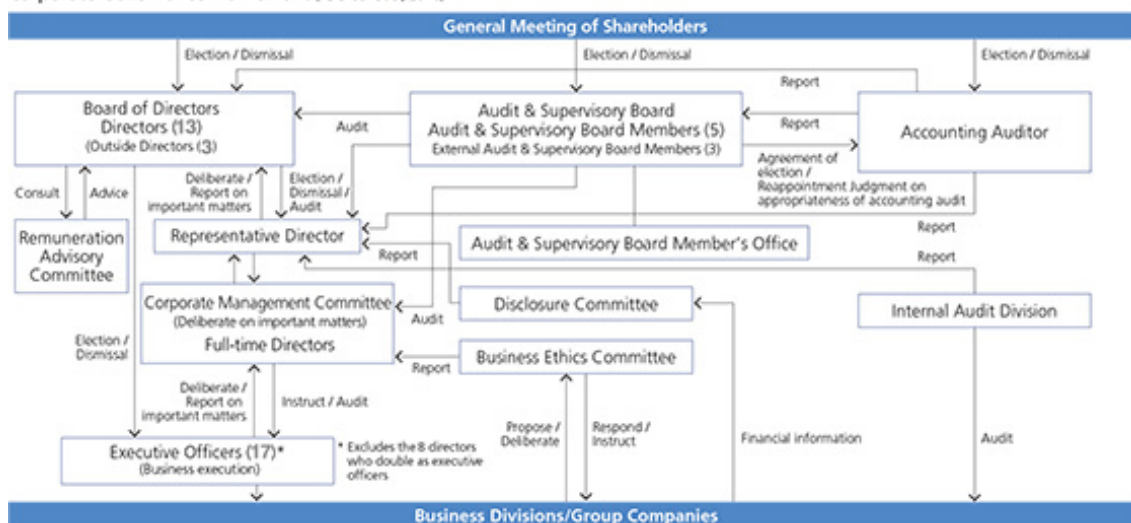 General Meeting of Shareholders
Election / Dismissal
Election / Dismissal
Election / Dismissal
Report
Board of Directors
Directors (13)
(Outside Directors (3)
Audit
Audit & Supervisory Board
Audit & Supervisory Board Members (5)
External Audit & Supervisory Board Members (3)
Report
Accounting Auditor
Consult
Advice
Deliberate /
Report on
important matters
Election /
Dismissal /
Audit
Agreement of
election /
Reappointment Judgment on
appropriateness of accounting audit
Remuneration
Advisory
Committee
Representative Director
Report
Audit & Supervisory Board Member's Office
Report
Report
Corporate Management Committee
(Deliberate on important matters)
Full-time Directors
Audit
Disclosure Committee
Internal Audit Division
Election /
Dismissal
Report
Business Ethics Committee
Deliberate /
Report on
important matters
Instruct / Audit
Propose /
Deliberate
Respond /
Instruct
Financial information
Audit
Executive Officers (17)*
(Business execution)
* Excludes the 8 directors
who double as executive
officers
Business Divisions/Group Companies